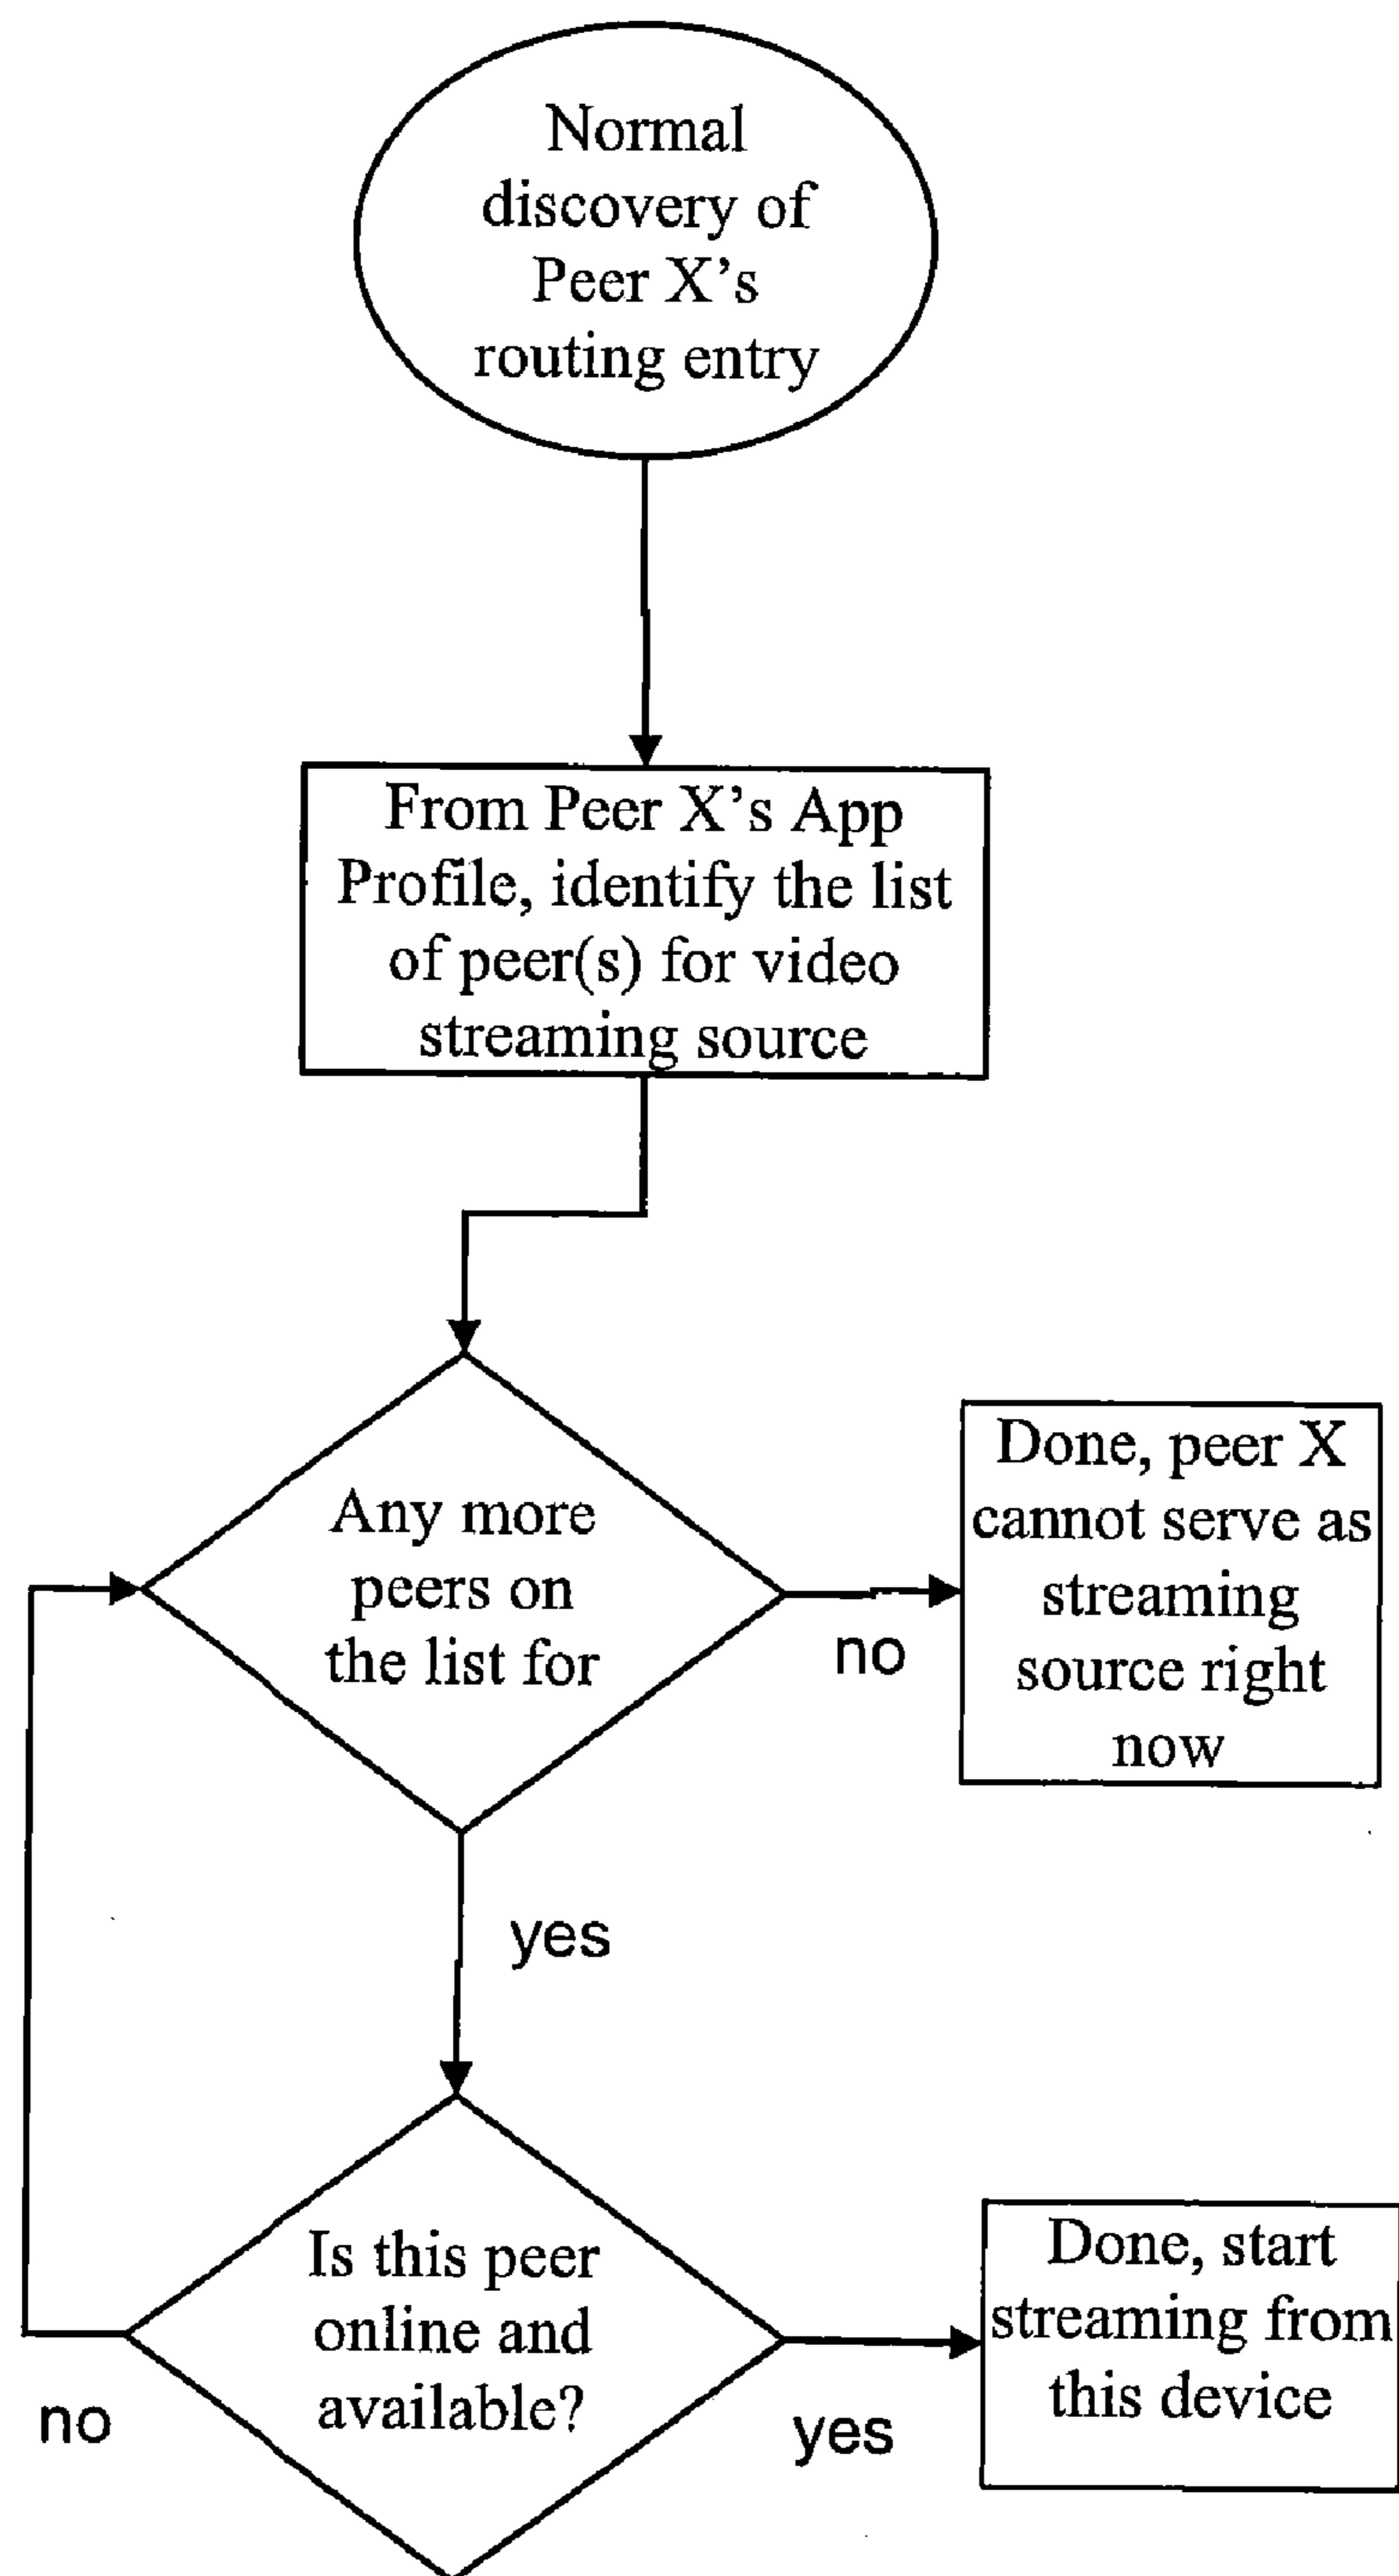 Normal
discovery of
Peer X's
routing entry
From Peer X's App
Profile, identify the list
of peer(s) for video
streaming source
Any more
peers on
the list for
no
Done, peer X
cannot serve as
streaming
source right
now
yes
Is this peer
online and
available?
no
yes
Done, start
streaming from
this device